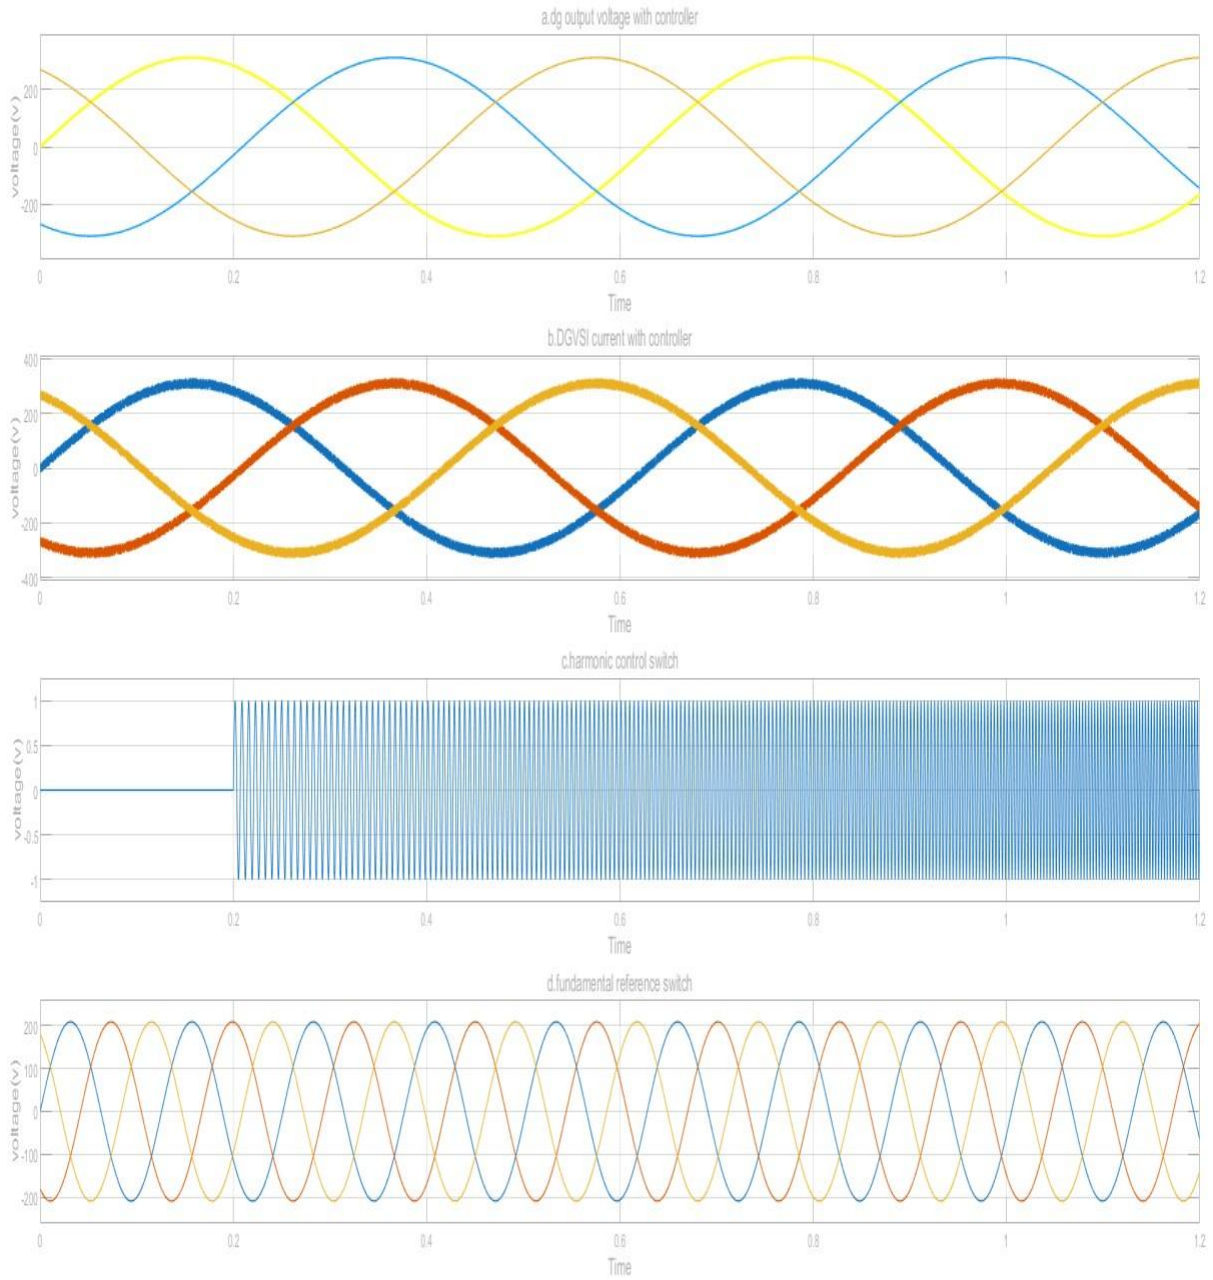 a.dg output voltage with controller
voltage(v)
200
0
-200
0 0.2 0.4 0.6 0.8 1 1.2
Time
b.DGVSI current with controller
voltage(v)
400
200
0
-200
-400
0 0.2 0.4 0.6 0.8 1 1.2
Time
c.harmonic control switch
voltage(v)
1
0.5
0
-0.5
-1
0 0.2 0.4 0.6 0.8 1 1.2
Time
d.fundamental reference switch
voltage(v)
200
100
0
-100
-200
0 0.2 0.4 0.6 0.8 1 1.2
Time